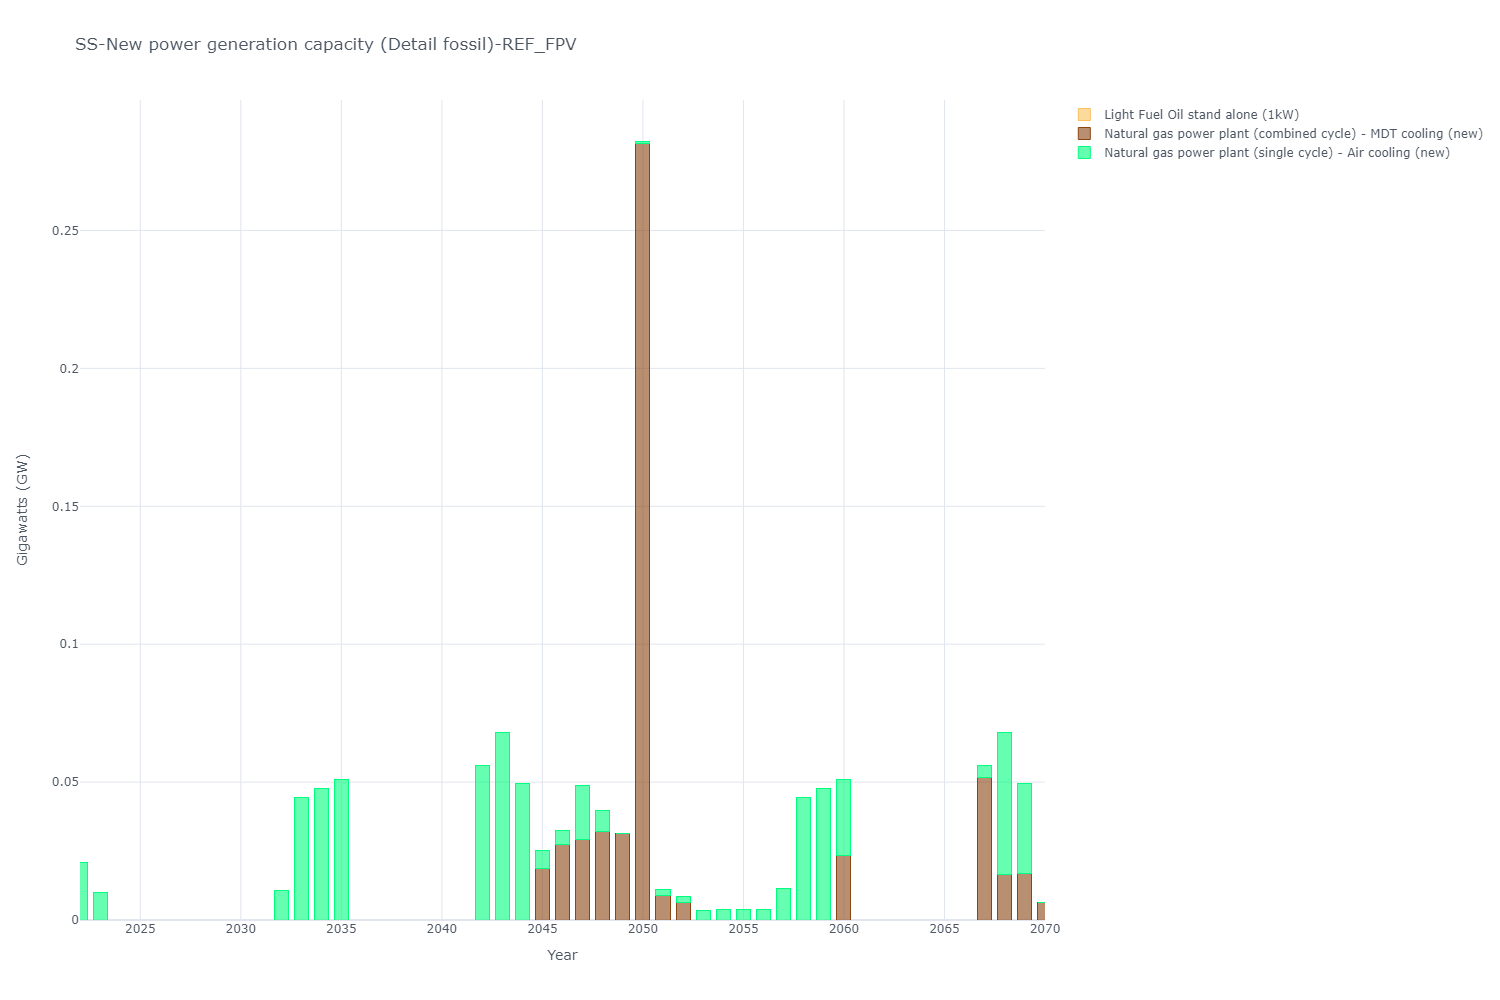 SS-New power generation capacity (Detail fossil)-REF_FPV
Light Fuel Oil stand alone (1kW)
Natural gas power plant (combined cycle) - MDT cooling (new)
Natural gas power plant (single cycle) - Air cooling (new)
0.25
0.2
0.15
0.1
0.05
0
Gigawatts (GW)
2025 2030 2035 2040 2045 2050 2055 2060 2065 2070
Year